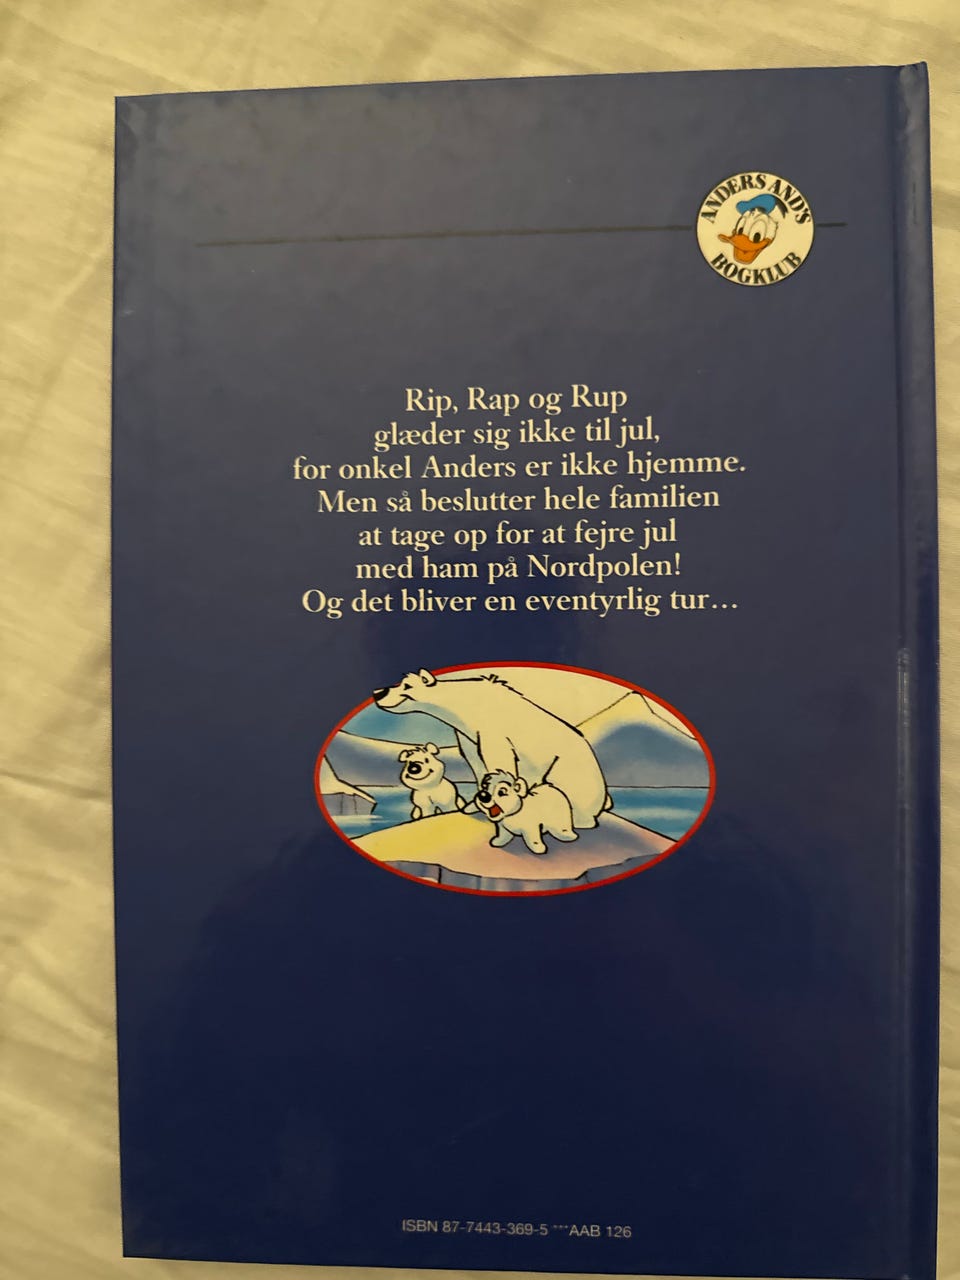 ANDERS AND'S
BOGKLUB
Rip, Rap og Rup
glæder sig ikke til jul,
for onkel Anders er ikke hjemme.
Men så beslutter hele familien
at tage op for at fejre jul
med ham på Nordpolen!
Og det bliver en eventyrlig tur...
ISBN 87-7443-369-5 ***AAB 126